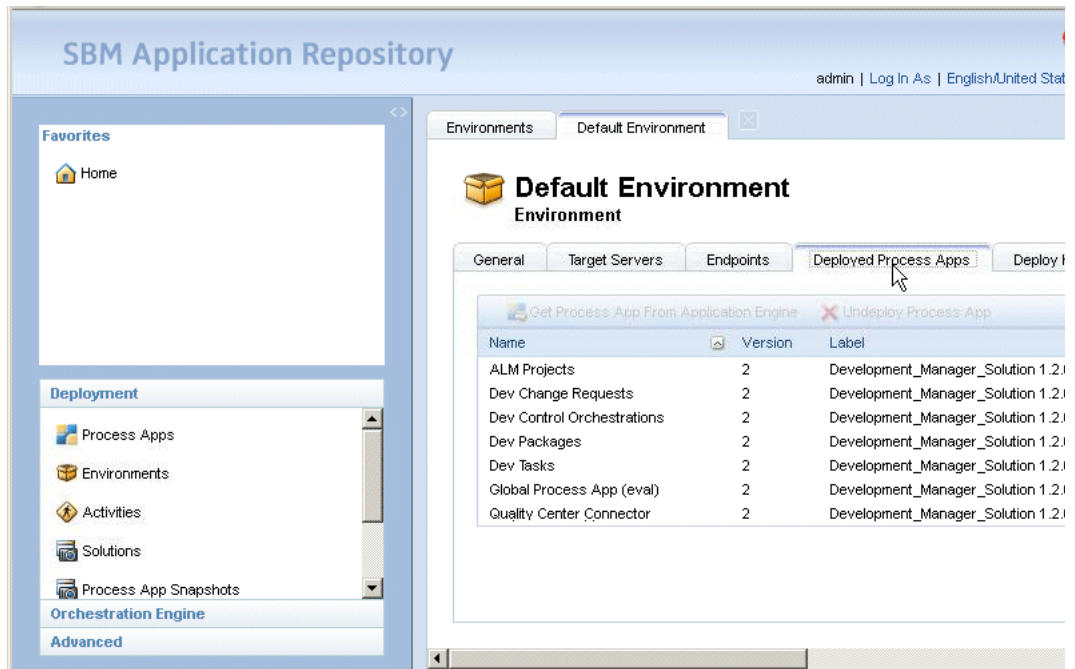 SBM Application Repository
admin | Log In As | English/United Stat
Favorites
Home
Deployment
Process Apps
Environments
Activities
Solutions
Process App Snapshots
Orchestration Engine
Advanced
Environments
Default Environment
Default Environment
Environment
General
Target Servers
Endpoints
Deployed Process Apps
Deploy
Get Process App From Application Engine
Undeploy Process App
Name Version Label
ALM Projects 2 Development_Manager_Solution 1.2.
Dev Change Requests 2 Development_Manager_Solution 1.2.
Dev Control Orchestrations 2 Development_Manager_Solution 1.2.
Dev Packages 2 Development_Manager_Solution 1.2.
Dev Tasks 2 Development_Manager_Solution 1.2.
Global Process App (eval) 2 Development_Manager_Solution 1.2.
Quality Center Connector 2 Development_Manager_Solution 1.2.